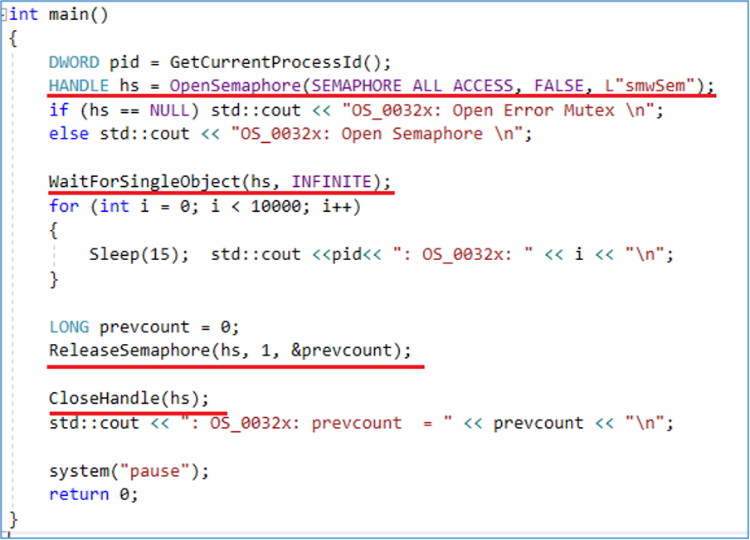 int main()
{
DWORD pid = GetCurrentProcessId();
HANDLE hs = OpenSemaphore(SEMAPHORE_ALL_ACCESS, FALSE, L"smwSem");
if (hs == NULL) std::cout << "OS_0032x: Open Error Mutex \n";
else std::cout << "OS_0032x: Open Semaphore \n";
WaitForSingleObject(hs, INFINITE);
for (int i = 0; i < 10000; i++)
{
Sleep(15);  std::cout <<pid<< ": OS_0032x: " << i << "\n";
}
LONG prevcount = 0;
ReleaseSemaphore(hs, 1, &prevcount);
CloseHandle(hs);
std::cout << ": OS_0032x: prevcount  = " << prevcount << "\n";
system("pause");
return 0;
}